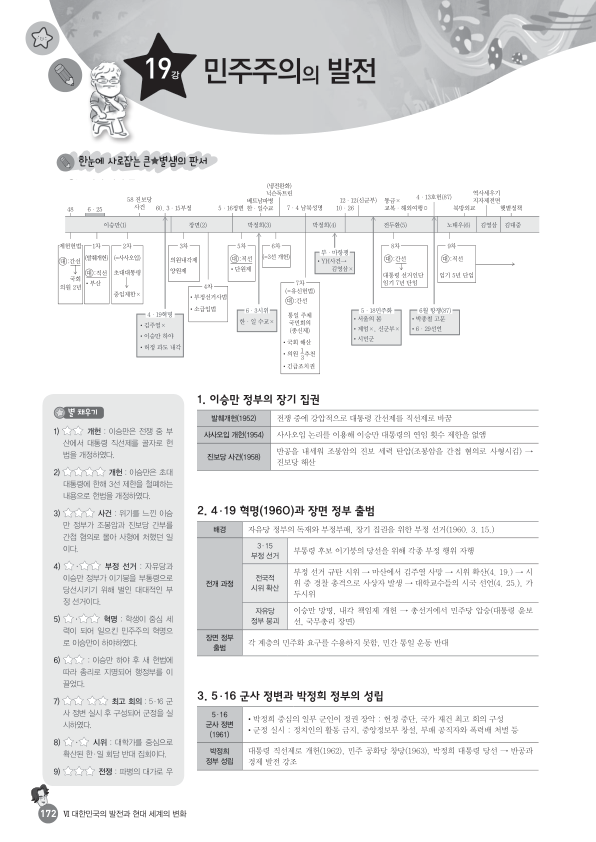 19강 민주주의의 발전
한눈에 사로잡는 큰★별샘의 판서
48
6 · 25
58 진보당
사건
60. 3 · 15부정
5 · 16정변
베트남파병
한 · 일수교
(냉전완화)
닉슨독트린
7 · 4 남북성명
10 · 26
12 · 12(신군부)
통금×
교복 · 해외여행±
4 · 13호헌(87)
북방외교
역사세우기
지자체전면
햇볕정책
이승만(1)
장면(2)
박정희(3)
박정희(4)
전두환(5)
노태우(6)
김영삼
김대중
제헌헌법
대:간선
국회
의원 2년
1차
(발췌개헌)
대:직선
• 부산
2차
(=사사오입)
초대대통령
중임제한×
3차
의원내각제
양원제
4차
• 부정선거사범
• 소급입법
5차
대:직선
• 단원제
6차
(=3선 개헌)
7차
(=유신헌법)
대:간선
통일 주체
국민회의
(종신제)
• 국회 해산
• 의원 1/3추천
• 긴급조치권
부 · 마항쟁
• YH사건→
김영삼×
8차
대:간선
대통령 선거인단
임기 7년 단임
9차
대:직선
임기 5년 단임
4 · 19혁명
• 김주열×
• 이승만 하야
• 허정 과도 내각
6 · 3시위
한 · 일 수교×
5 · 18민주화
• 서울의 봄
• 계엄×, 신군부×
• 시민군
6월 항쟁(87)
• 박종철 고문
• 6 · 29선언
별 채우기
1) ☆☆ 개헌 : 이승만은 전쟁 중 부
산에서 대통령 직선제를 골자로 헌
법을 개정하였다.
2) ☆☆☆☆ 개헌 : 이승만은 초대
대통령에 한해 3선 제한을 철폐하는
내용으로 헌법을 개정하였다.
3) ☆☆☆ 사건 : 위기를 느낀 이승
만 정부가 조봉암과 진보당 간부를
간첩 혐의로 몰아 사형에 처했던 일
이다.
4) ☆·☆☆ 부정 선거 : 자유당과
이승만 정부가 이기붕을 부통령으로
당선시키기 위해 벌인 대대적인 부
정 선거이다.
5) ☆·☆☆ 혁명 : 학생이 중심 세
력이 되어 일으킨 민주주의 혁명으
로 이승만이 하야하였다.
6) ☆☆ : 이승만 하야 후 새 헌법에
따라 총리로 지명되어 행정부를 이
끌었다.
7) ☆☆ ☆☆ 최고 회의 : 5·16 군
사 정변 실시 후 구성되어 군정을 실
시하였다.
8) ☆·☆ 시위 : 대학가를 중심으로
확산된 한·일 회담 반대 집회이다.
9) ☆☆☆ 전쟁 : 파병의 대가로 우
1. 이승만 정부의 장기 집권
발췌개헌(1952) 전쟁 중에 강압적으로 대통령 간선제를 직선제로 바꿈
사사오입 개헌(1954) 사사오입 논리를 이용해 이승만 대통령의 연임 횟수 제한을 없앰
진보당 사건(1958) 반공을 내세워 조봉암의 진보 세력 탄압(조봉암을 간첩 혐의로 사형시킴) →
진보당 해산
2. 4·19 혁명(1960)과 장면 정부 출범
배경 자유당 정부의 독재와 부정부패, 장기 집권을 위한 부정 선거(1960. 3. 15.)
전개 과정
3·15
부정 선거
부통령 후보 이기붕의 당선을 위해 각종 부정 행위 자행
전국적
시위 확산
부정 선거 규탄 시위 → 마산에서 김주열 사망 → 시위 확산(4. 19.) → 시
위 중 경찰 총격으로 사상자 발생 → 대학교수들의 시국 선언(4. 25.), 가
두시위
자유당
정부 붕괴
이승만 망명, 내각 책임제 개헌 → 총선거에서 민주당 압승(대통령 윤보
선, 국무총리 장면)
장면 정부
출범
각 계층의 민주화 요구를 수용하지 못함, 민간 통일 운동 반대
3. 5·16 군사 정변과 박정희 정부의 성립
5·16
군사 정변
(1961)
• 박정희 중심의 일부 군인이 정권 장악 : 헌정 중단, 국가 재건 최고 회의 구성
• 군정 실시 : 정치인의 활동 금지, 중앙정보부 창설, 부패 공직자와 폭력배 처벌 등
박정희
정부 성립
대통령 직선제로 개헌(1962), 민주 공화당 창당(1963), 박정희 대통령 당선 → 반공과
경제 발전 강조
172 Ⅵ 대한민국의 발전과 현대 세계의 변화